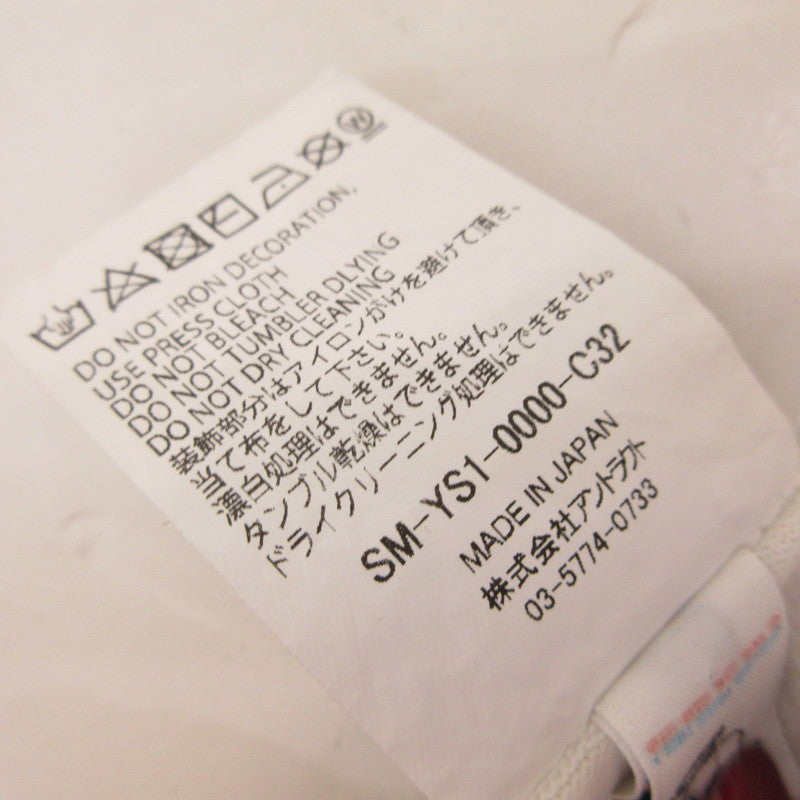 DO NOT IRON DECORATION,
USE PRESS CLOTH
DO NOT BLEACH
DO NOT TUMBLER DLYING
DO NOT DRY CLEANING
装飾部分はアイロンがけを避けて頂き、
当て布をして下さい。
漂白処理はできません。
タンブル乾燥はできません。
ドライクリーニング処理はできません。
SM-YS1-0000-C32
MADE IN JAPAN
株式会社アントラクト
03-5774-0733